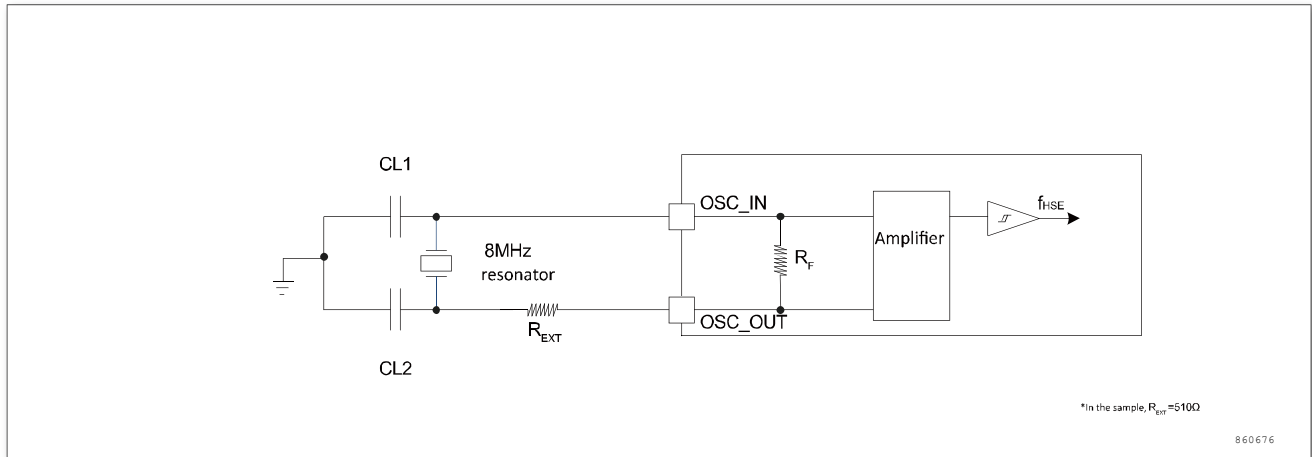 CL1
OSC_IN
fHSE
Amplifier
8MHz
resonator
RF
OSC_OUT
REXT
CL2
*In the sample, REXT=510Ω
860676